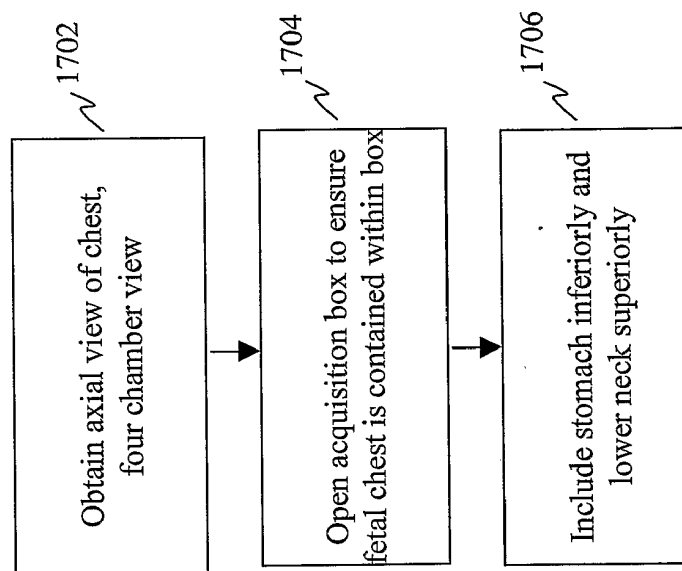 1702
Obtain axial view of chest,
four chamber view
1704
Open acquisition box to ensure
fetal chest is contained within box
1706
Include stomach inferiorly and
lower neck superiorly